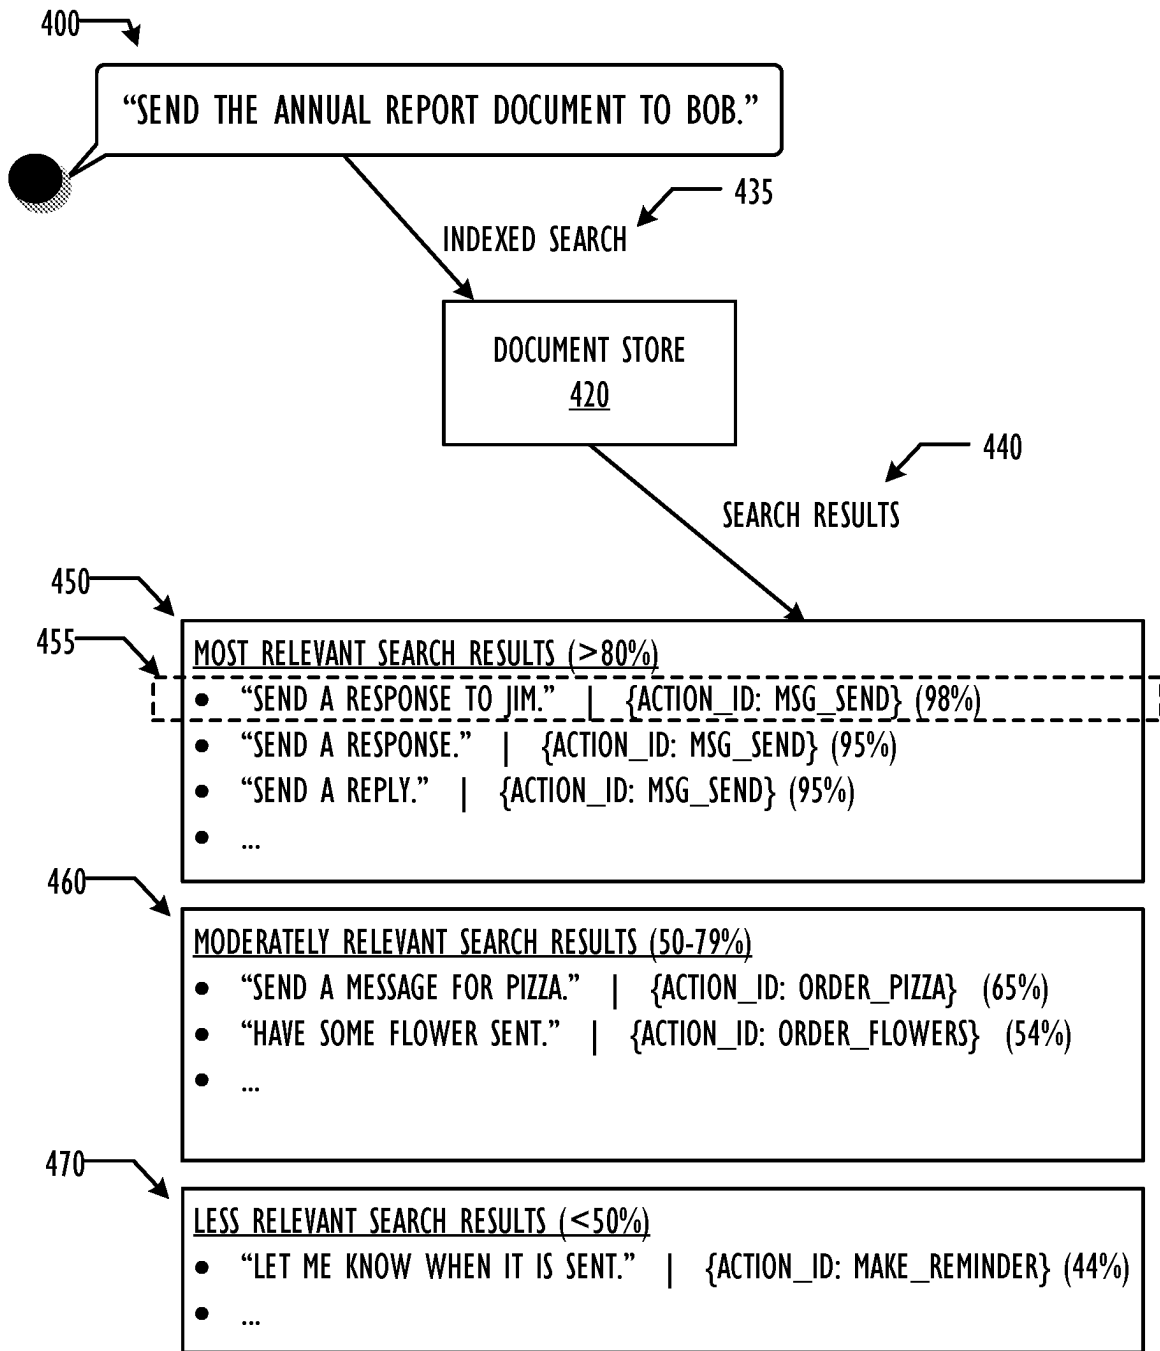 400
“SEND THE ANNUAL REPORT DOCUMENT TO BOB.”
435
INDEXED SEARCH
DOCUMENT STORE
420
440
SEARCH RESULTS
450
455
MOST RELEVANT SEARCH RESULTS (>80%)
● “SEND A RESPONSE TO JIM.” | {ACTION_ID: MSG_SEND} (98%)
● “SEND A RESPONSE.” | {ACTION_ID: MSG_SEND} (95%)
● “SEND A REPLY.” | {ACTION_ID: MSG_SEND} (95%)
● ...
460
MODERATELY RELEVANT SEARCH RESULTS (50-79%)
● “SEND A MESSAGE FOR PIZZA.” | {ACTION_ID: ORDER_PIZZA} (65%)
● “HAVE SOME FLOWER SENT.” | {ACTION_ID: ORDER_FLOWERS} (54%)
● ...
470
LESS RELEVANT SEARCH RESULTS (<50%)
● “LET ME KNOW WHEN IT IS SENT.” | {ACTION_ID: MAKE_REMINDER} (44%)
● ...